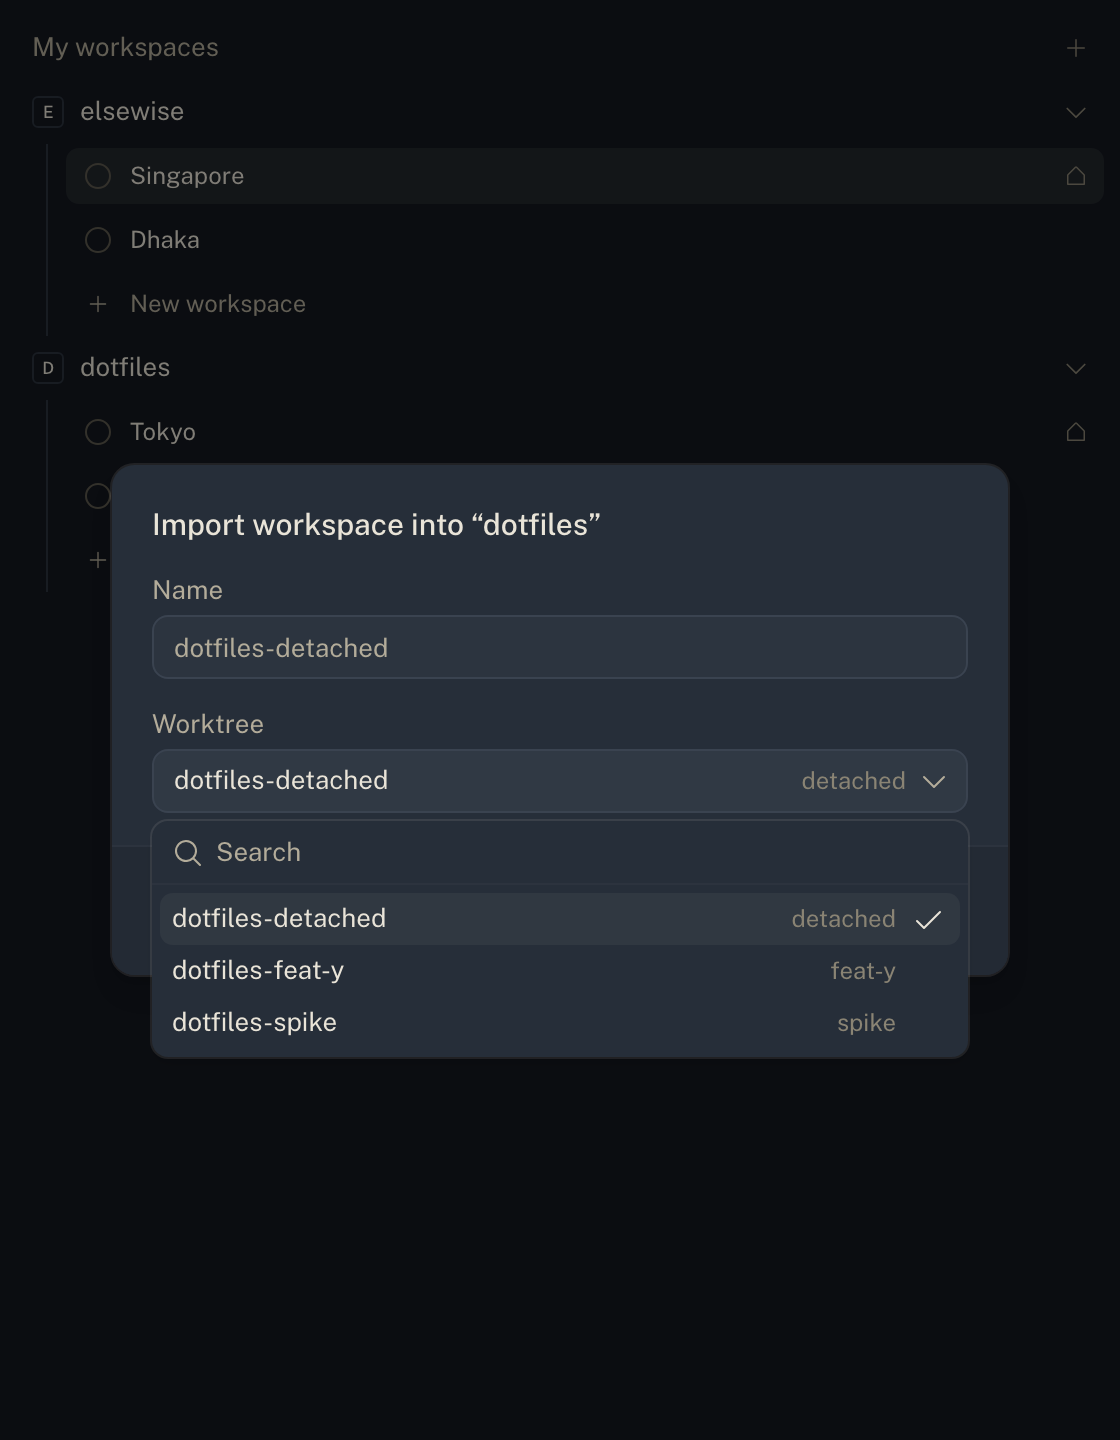 My workspaces
E elsewise
Singapore
Dhaka
New workspace
D dotfiles
Tokyo
Import workspace into “dotfiles”
Name
dotfiles-detached
Worktree
dotfiles-detached detached
Search
dotfiles-detached detached
dotfiles-feat-y feat-y
dotfiles-spike spike